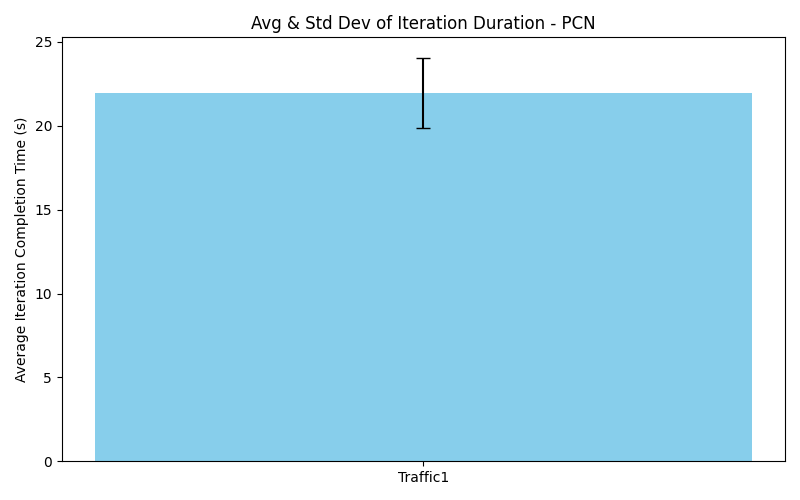 Avg & Std Dev of Iteration Duration - PCN
Average Iteration Completion Time (s)
25
20
15
10
5
0
Traffic1